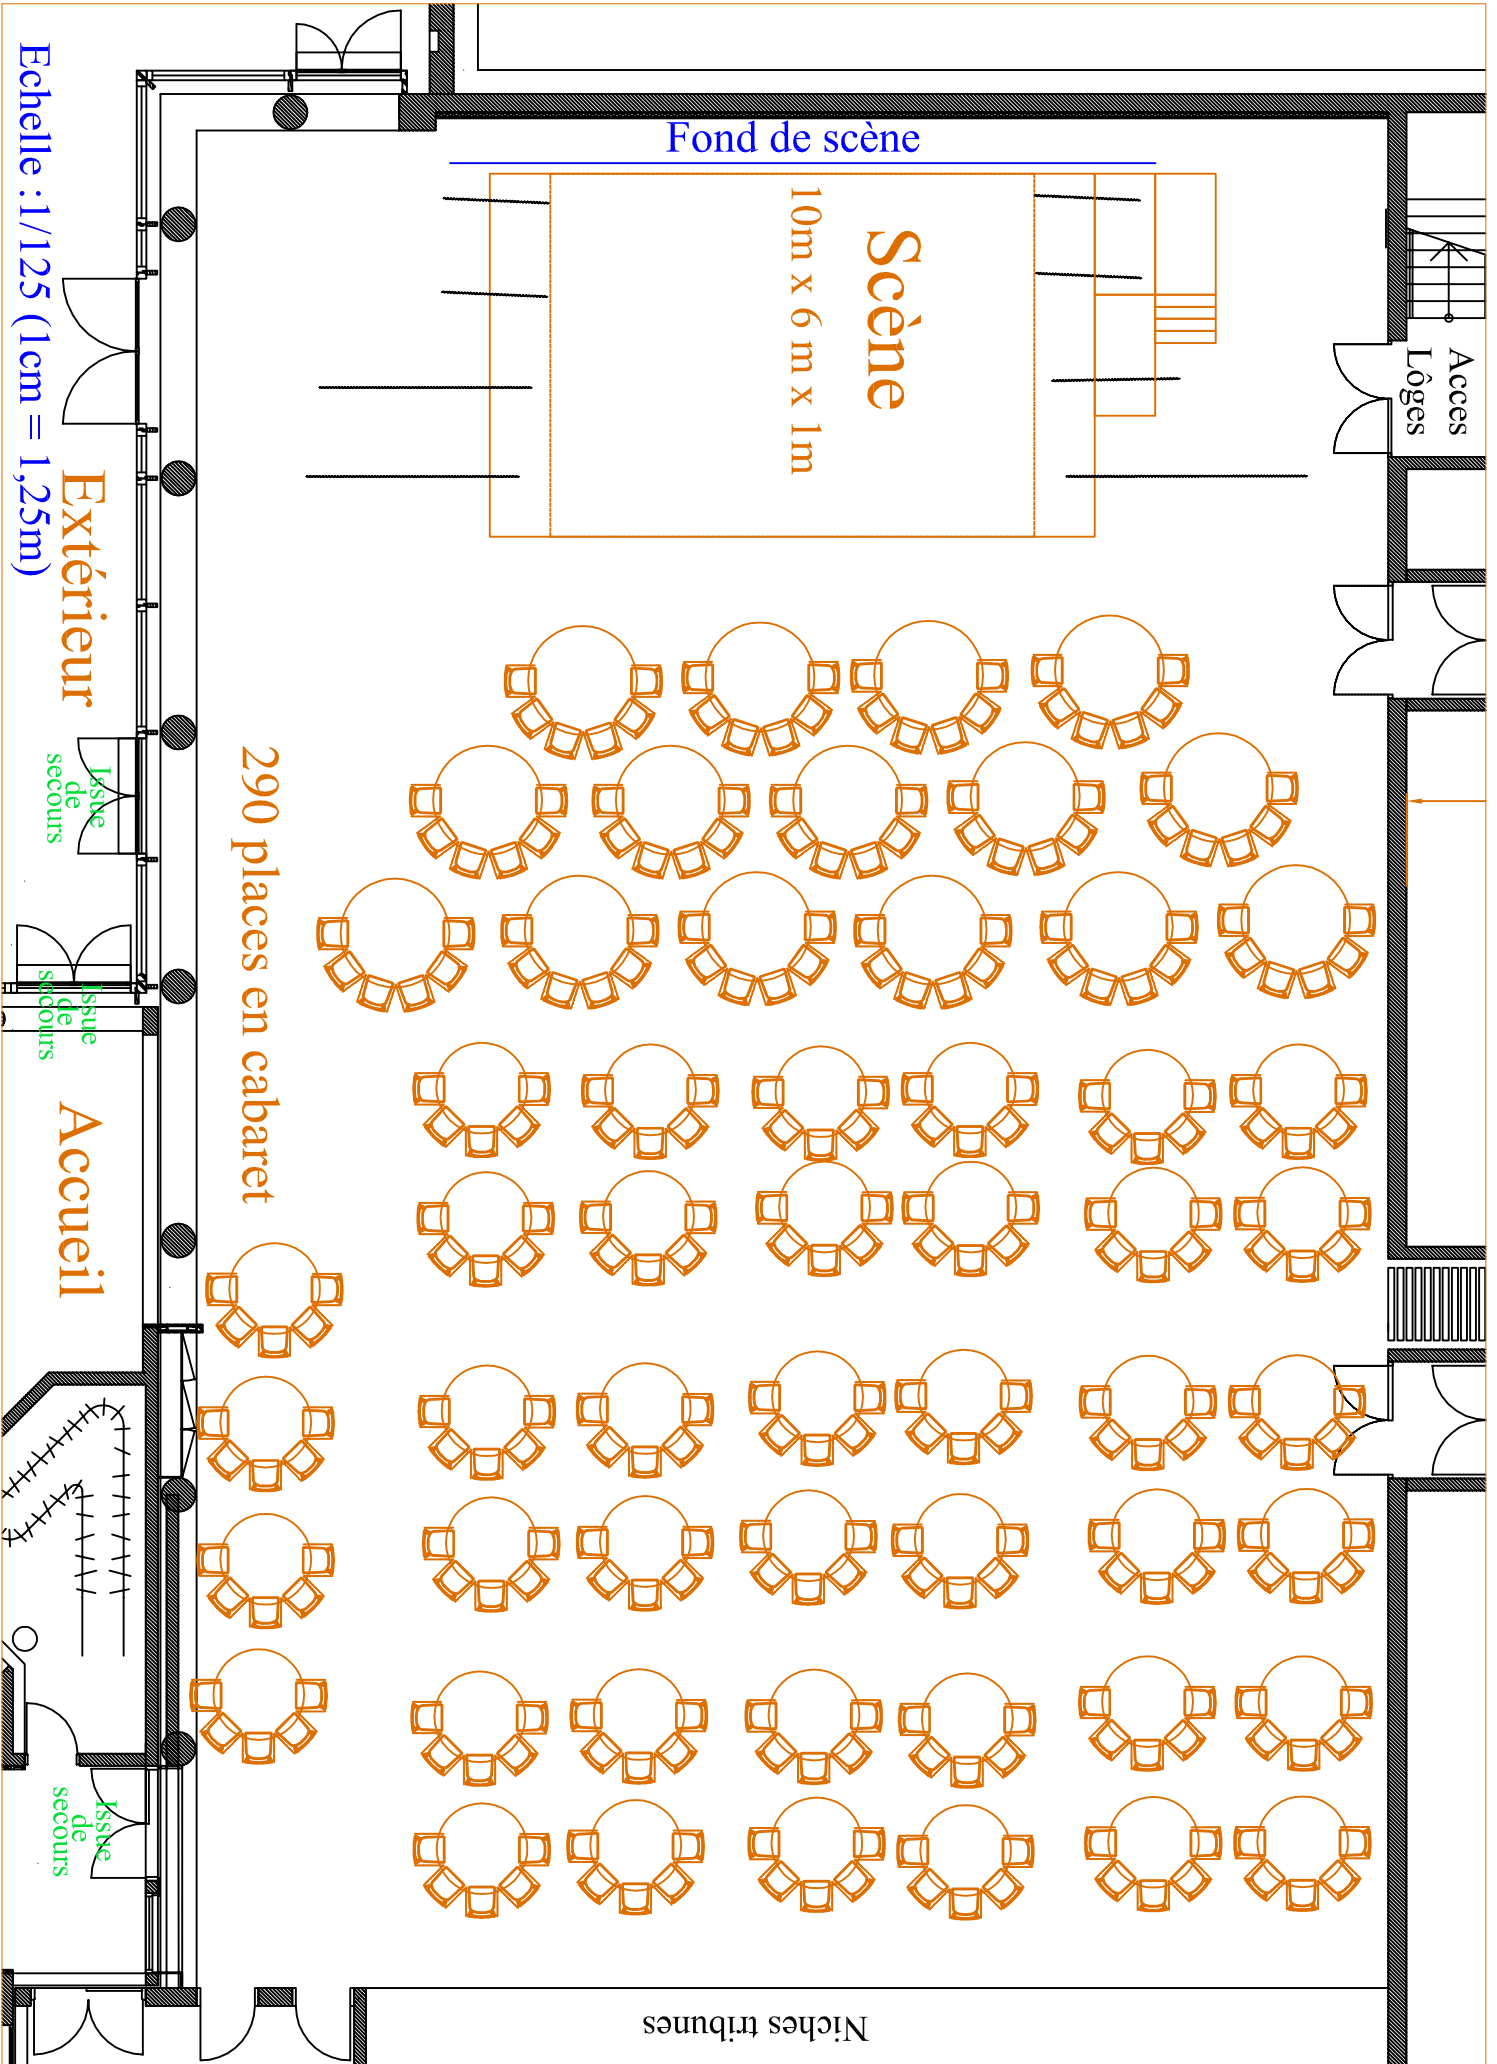 Fond de scène
Scène
10m x 6 m x 1m
Acces
Lôges
Echelle :1/125 (1cm = 1,25m)
Extérieur
Issue
de
secours
290 places en cabaret
Issue
de
secours
Accueil
Issue
de
secours
Niches tribunes